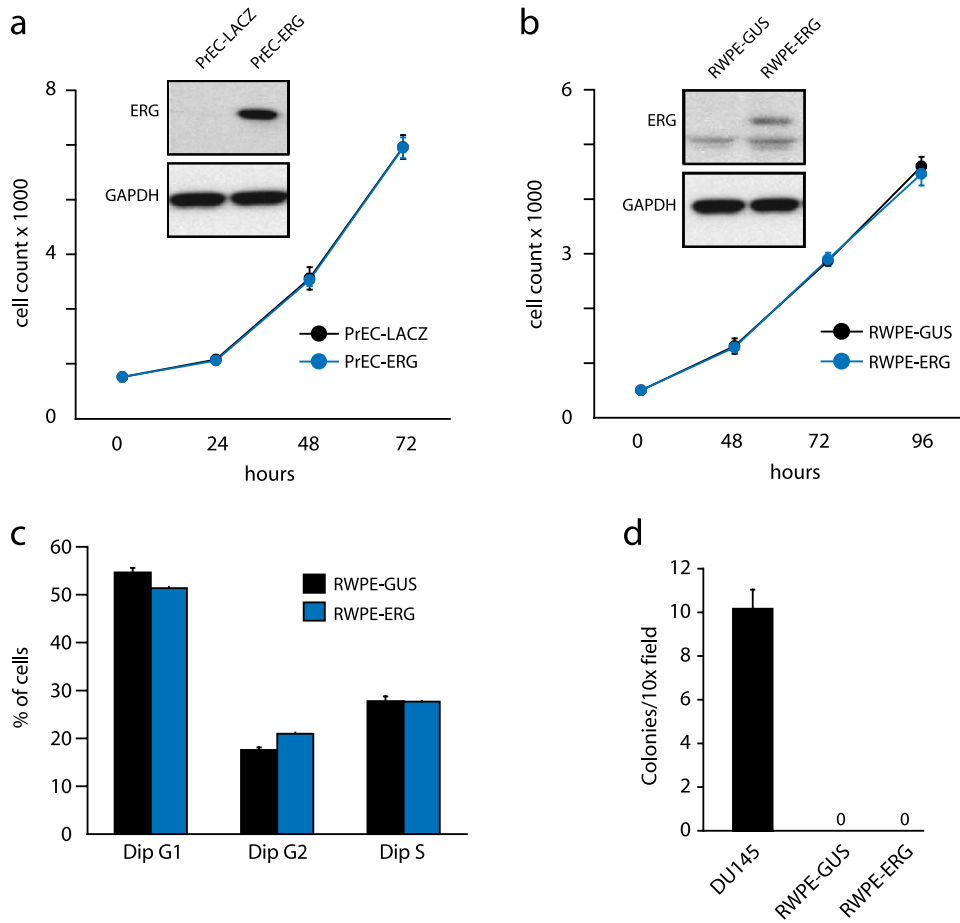 a
PrEC-LACZ
PrEC-ERG
8
4
0
cell count x 1000
ERG
GAPDH
PrEC-LACZ
PrEC-ERG
0 24 48 72
hours
b
RWPE-GUS
RWPE-ERG
6
3
0
cell count x 1000
ERG
GAPDH
RWPE-GUS
RWPE-ERG
0 48 72 96
hours
c
60
50
40
30
20
10
0
% of cells
RWPE-GUS
RWPE-ERG
Dip G1 Dip G2 Dip S
d
12
10
8
6
4
2
0
Colonies/10x field
0 0
DU145
RWPE-GUS
RWPE-ERG